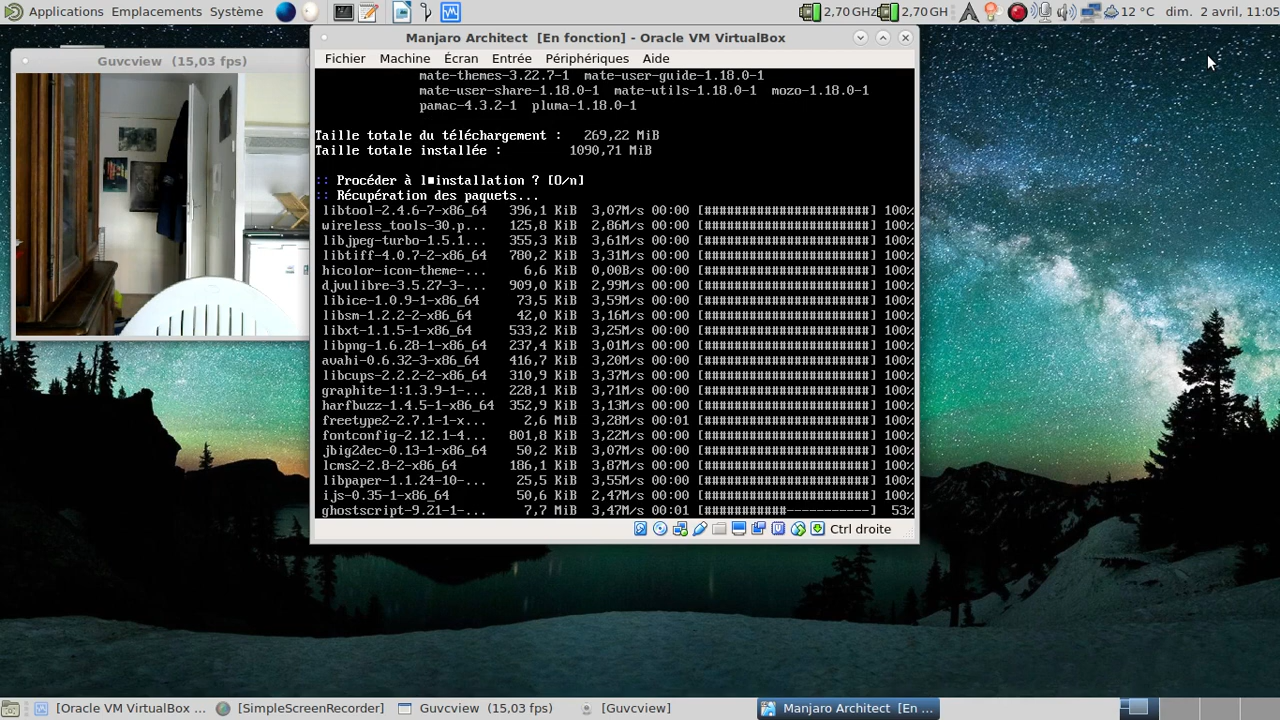 Applications Emplacements Système 2,70 GHz 2,70 GH 12 °C dim. 2 avril, 11:05
Guvcview (15,03 fps)
Manjaro Architect [En fonction] - Oracle VM VirtualBox
Fichier Machine Écran Entrée Périphériques Aide
mate-themes-3.22.7-1 mate-user-guide-1.18.0-1
mate-user-share-1.18.0-1 mate-utils-1.18.0-1 mozo-1.18.0-1
pamac-4.3.2-1 pluma-1.18.0-1
Taille totale du téléchargement : 269,22 MiB
Taille totale installée : 1090,71 MiB
:: Procéder à l■installation ? [O/n]
:: Récupération des paquets...
libtool-2.4.6-7-x86_64 396,1 KiB 3,07M/s 00:00 [######################] 100%
wireless_tools-30.p... 125,8 KiB 2,86M/s 00:00 [######################] 100%
libjpeg-turbo-1.5.1... 355,3 KiB 3,61M/s 00:00 [######################] 100%
libtiff-4.0.7-2-x86_64 780,2 KiB 3,31M/s 00:00 [######################] 100%
hicolor-icon-theme-... 6,6 KiB 0,00B/s 00:00 [######################] 100%
djvulibre-3.5.27-3-... 909,0 KiB 2,99M/s 00:00 [######################] 100%
libice-1.0.9-1-x86_64 73,5 KiB 3,59M/s 00:00 [######################] 100%
libsm-1.2.2-2-x86_64 42,0 KiB 3,16M/s 00:00 [######################] 100%
libxt-1.1.5-1-x86_64 533,2 KiB 3,25M/s 00:00 [######################] 100%
libpng-1.6.28-1-x86_64 237,4 KiB 3,01M/s 00:00 [######################] 100%
avahi-0.6.32-3-x86_64 416,7 KiB 3,20M/s 00:00 [######################] 100%
libcups-2.2.2-2-x86_64 310,9 KiB 3,37M/s 00:00 [######################] 100%
graphite-1:1.3.9-1-... 228,1 KiB 3,71M/s 00:00 [######################] 100%
harfbuzz-1.4.5-1-x86_64 352,9 KiB 3,13M/s 00:00 [######################] 100%
freetype2-2.7.1-1-x... 2,6 MiB 3,28M/s 00:01 [######################] 100%
fontconfig-2.12.1-4... 801,8 KiB 3,22M/s 00:00 [######################] 100%
jbig2dec-0.13-1-x86_64 50,2 KiB 3,07M/s 00:00 [######################] 100%
lcms2-2.8-2-x86_64 186,1 KiB 3,87M/s 00:00 [######################] 100%
libpaper-1.1.24-10-... 25,5 KiB 3,55M/s 00:00 [######################] 100%
ijs-0.35-1-x86_64 50,6 KiB 2,47M/s 00:00 [######################] 100%
ghostscript-9.21-1-... 7,7 MiB 3,47M/s 00:01 [###########-----------] 53%
Ctrl droite
[Oracle VM VirtualBox ... [SimpleScreenRecorder] Guvcview (15,03 fps) [Guvcview] Manjaro Architect [En ...